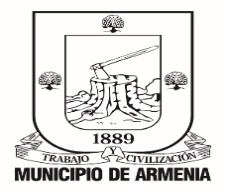 1889
TRABAJO Y CIVILIZACIÓN
MUNICIPIO DE ARMENIA